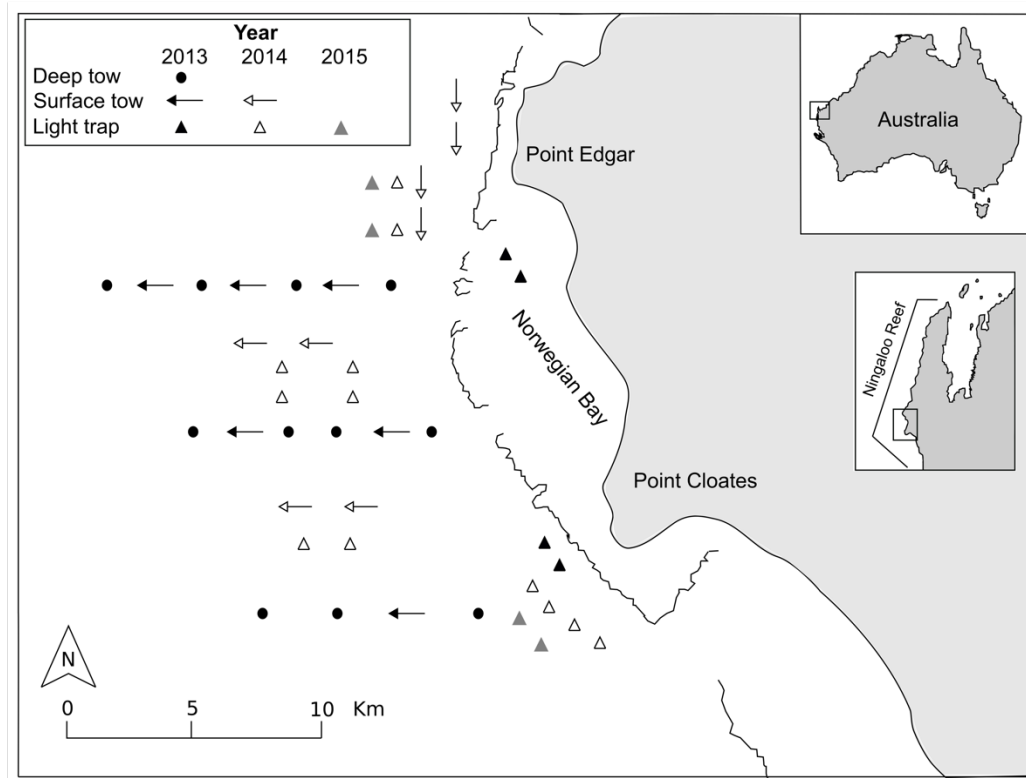 Year
2013 2014 2015
Deep tow
Surface tow
Light trap
Australia
Point Edgar
Ningaloo Reef
Norwegian Bay
Point Cloates
N
0 10 Km